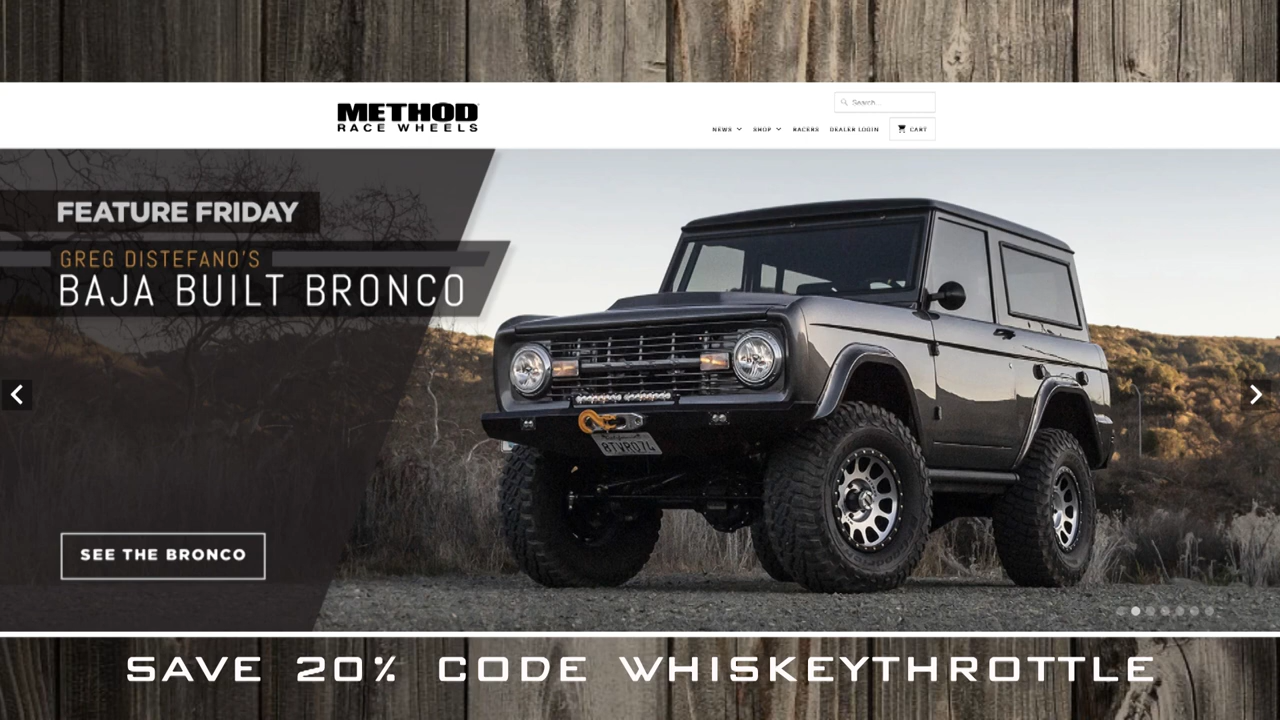 METHOD
RACE WHEELS
Search...
NEWS SHOP RACERS DEALER LOGIN CART
FEATURE FRIDAY
GREG DISTEFANO'S
BAJA BUILT BRONCO
8TVR074
SEE THE BRONCO
SAVE 20% CODE WHISKEYTHROTTLE